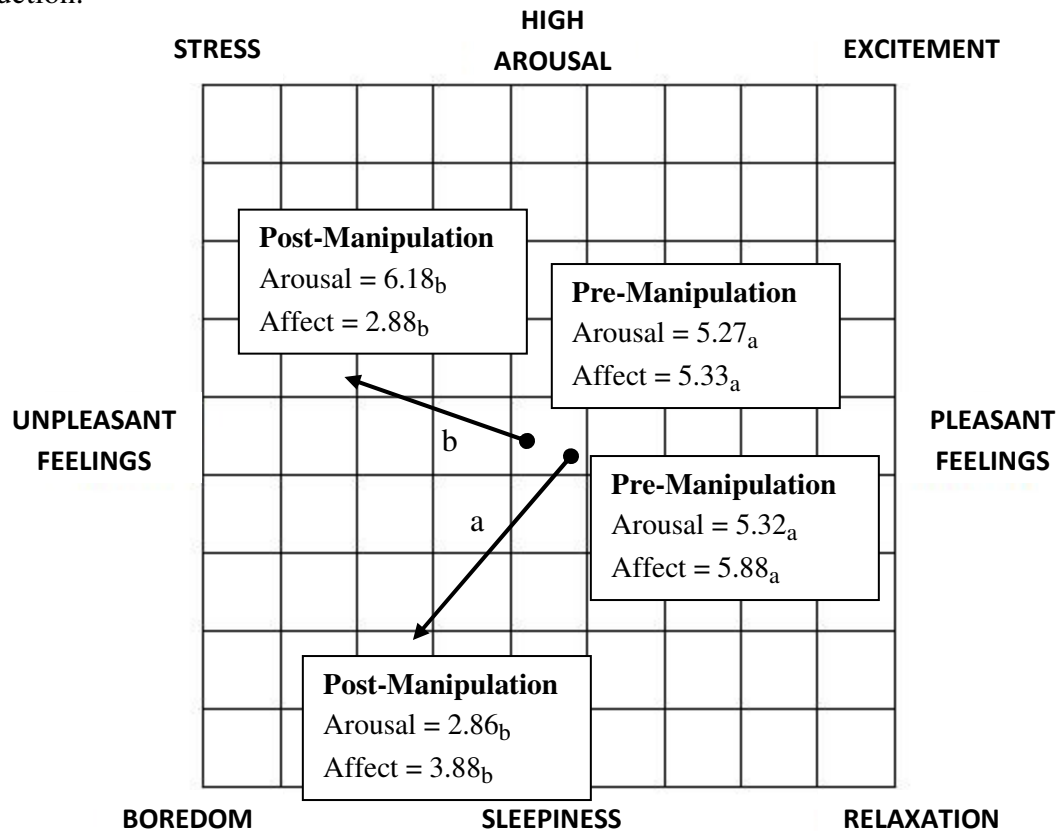 HIGH
AROUSAL
STRESS
EXCITEMENT
Post-Manipulation
Arousal = 6.18b
Affect = 2.88b
Pre-Manipulation
Arousal = 5.27a
Affect = 5.33a
UNPLEASANT
FEELINGS
b
PLEASANT
FEELINGS
a
Pre-Manipulation
Arousal = 5.32a
Affect = 5.88a
Post-Manipulation
Arousal = 2.86b
Affect = 3.88b
BOREDOM
SLEEPINESS
RELAXATION